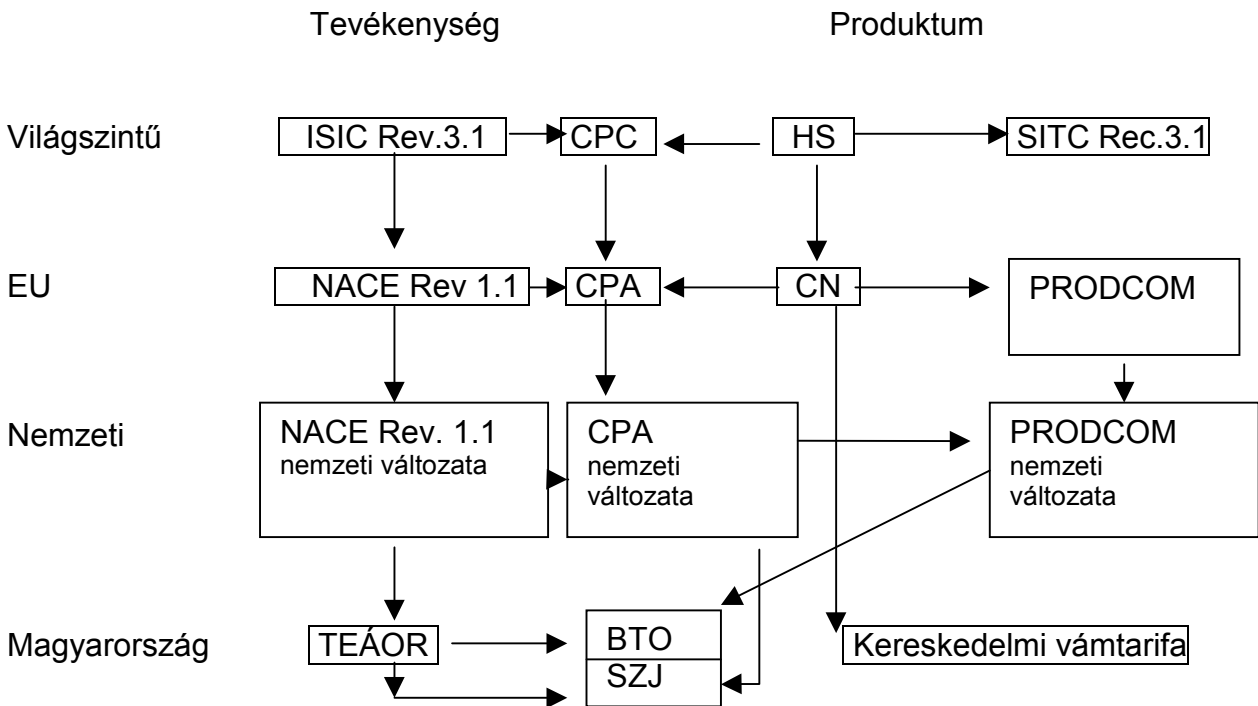 Tevékenység Produktum
Világszintű ISIC Rev.3.1 CPC HS SITC Rec.3.1
EU NACE Rev 1.1 CPA CN PRODCOM
Nemzeti NACE Rev. 1.1 CPA PRODCOM
nemzeti változata nemzeti nemzeti
változata változata
Magyarország TEÁOR BTO Kereskedelmi vámtarifa
SZJ